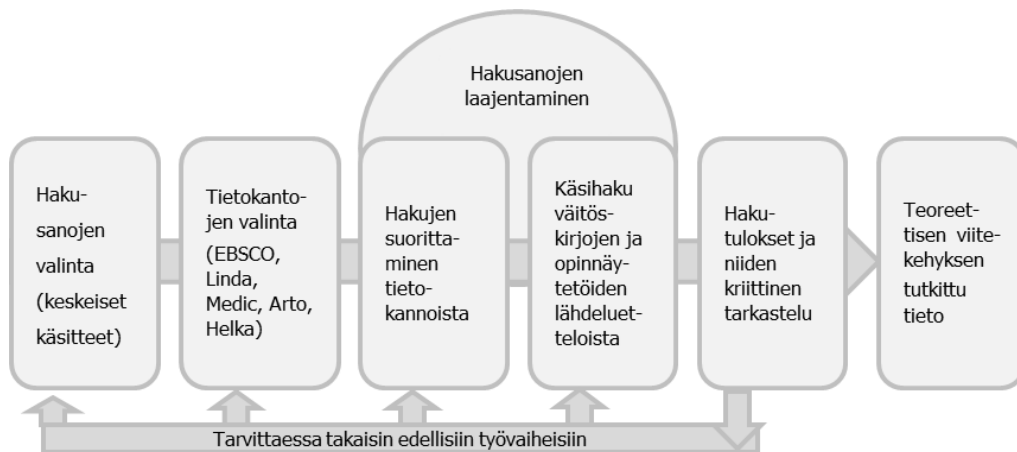 Hakusanojen
laajentaminen
Haku-
sanojen
valinta
(keskeiset
käsitteet)
Tietokanto-
jen valinta
(EBSCO,
Linda,
Medic, Arto,
Helka)
Hakujen
suoritta-
minen
tieto-
kannoista
Käsihaku
väitös-
kirjojen ja
opinnäy-
tetöiden
lähdeluet-
teloista
Haku-
tulokset ja
niiden
kriittinen
tarkastelu
Teoreet-
tisen viite-
kehyksen
tutkittu
tieto
Tarvittaessa takaisin edellisiin työvaiheisiin